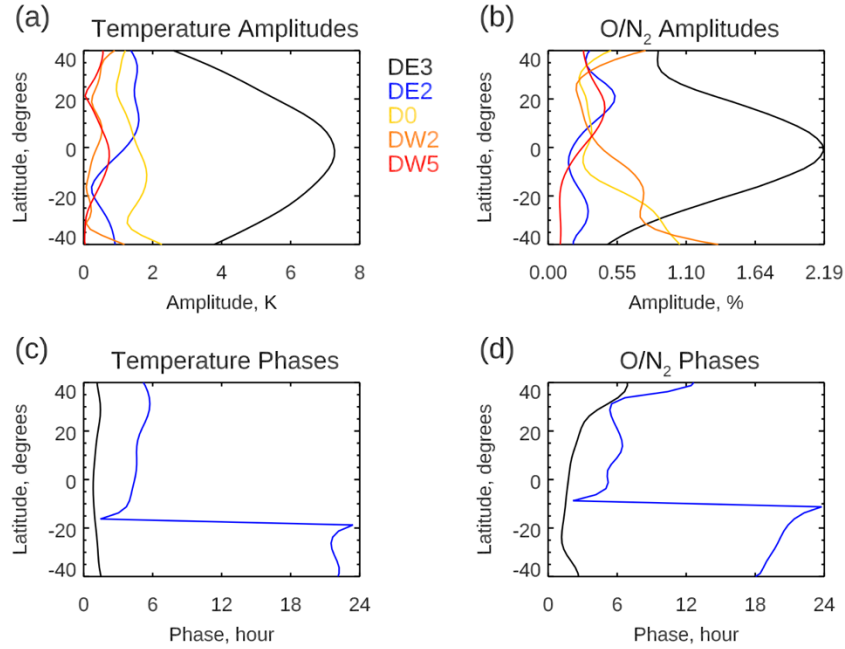 (a) Temperature Amplitudes
40
20
0
-20
-40
Latitude, degrees
0 2 4 6 8
Amplitude, K
DE3
DE2
D0
DW2
DW5
(b) O/N₂ Amplitudes
40
20
0
-20
-40
Latitude, degrees
0.00 0.55 1.10 1.64 2.19
Amplitude, %
(c) Temperature Phases
40
20
0
-20
-40
Latitude, degrees
0 6 12 18 24
Phase, hour
(d) O/N₂ Phases
40
20
0
-20
-40
Latitude, degrees
0 6 12 18 24
Phase, hour